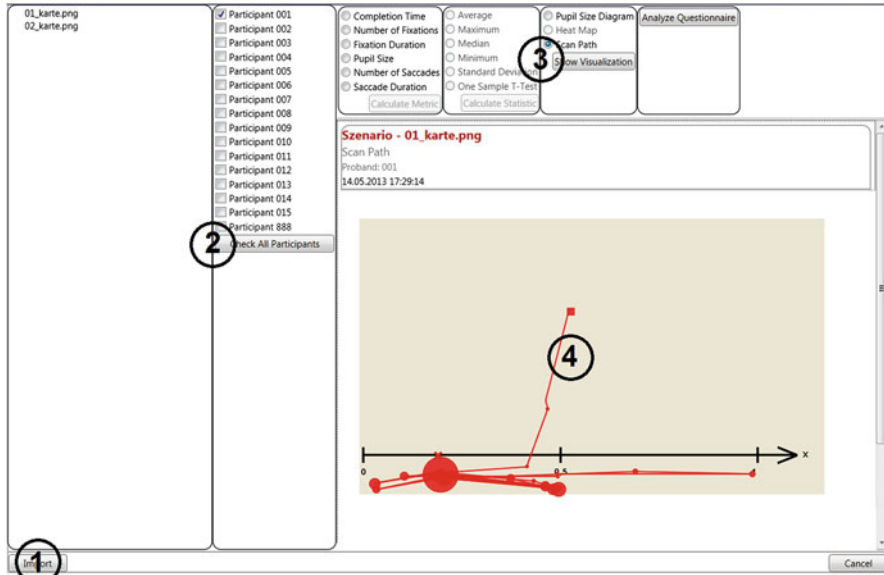 01_karte.png
02_karte.png
Participant 001
Participant 002
Participant 003
Participant 004
Participant 005
Participant 006
Participant 007
Participant 008
Participant 009
Participant 010
Participant 011
Participant 012
Participant 013
Participant 014
Participant 015
Participant 888
2
Check All Participants
Completion Time
Number of Fixations
Fixation Duration
Pupil Size
Number of Saccades
Saccade Duration
Calculate Metric
Average
Maximum
Median
Minimum
Standard Deviation
One Sample T-Test
Calculate Statistic
Pupil Size Diagram
Heat Map
Scan Path
3
Show Visualization
Analyze Questionnaire
Szenario - 01_karte.png
Scan Path
Proband: 001
14.05.2013 17:29:14
4
0
0.5
1
x
1
Import
Cancel